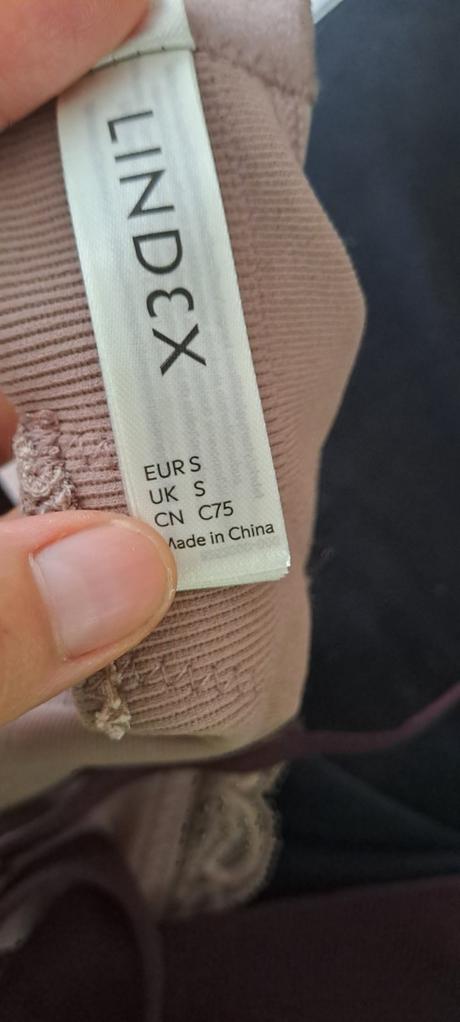 LINDEX
EUR S
UK S
CN C75
Made in China